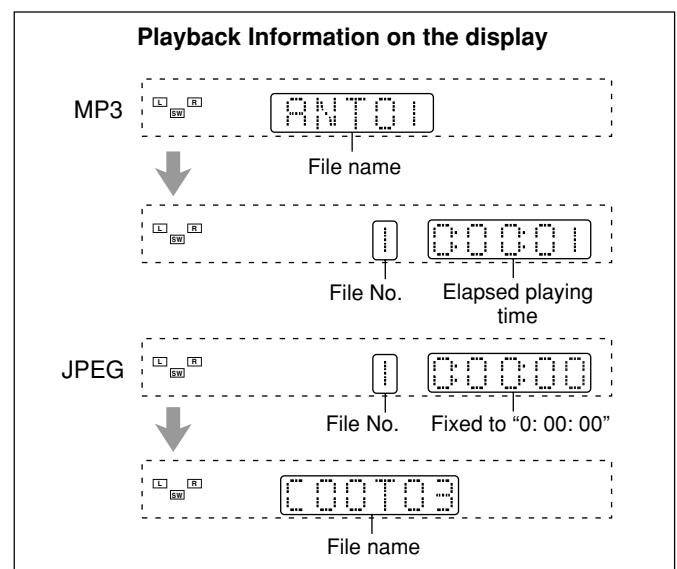 Playback Information on the display
MP3
L R
SW
ANT01
File name
L R
SW
1 0:00:01
File No. Elapsed playing
time
JPEG
L R
SW
1 0:00:00
File No. Fixed to “0: 00: 00”
L R
SW
C00T03
File name